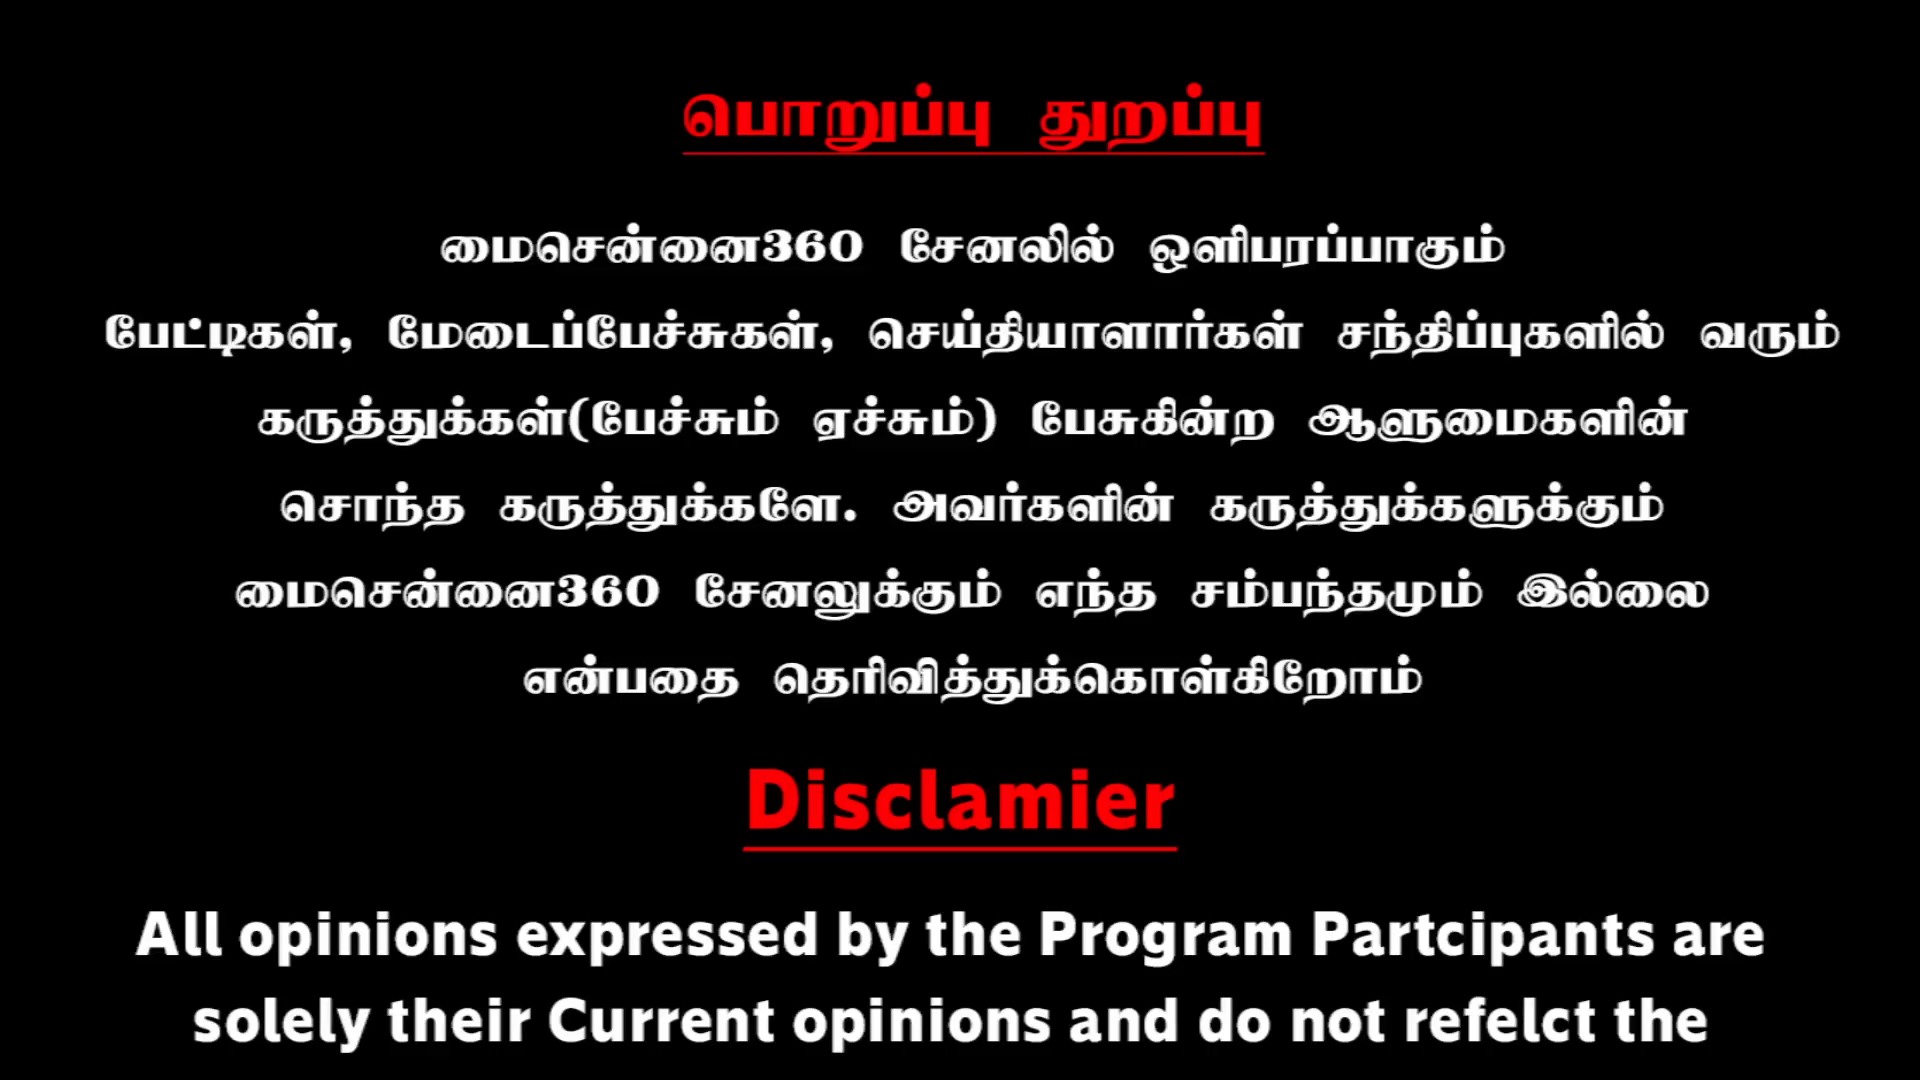 பொறுப்பு துறப்பு
மைசென்னை360 சேனலில் ஒளிபரப்பாகும்
பேட்டிகள், மேடைப்பேச்சுகள், செய்தியாளார்கள் சந்திப்புகளில் வரும்
கருத்துக்கள்(பேச்சும் ஏச்சும்) பேசுகின்ற ஆளுமைகளின்
சொந்த கருத்துக்களே. அவர்களின் கருத்துக்களுக்கும்
மைசென்னை360 சேனலுக்கும் எந்த சம்பந்தமும் இல்லை
என்பதை தெரிவித்துக்கொள்கிறோம்
Disclamier
All opinions expressed by the Program Partcipants are
solely their Current opinions and do not refelct the